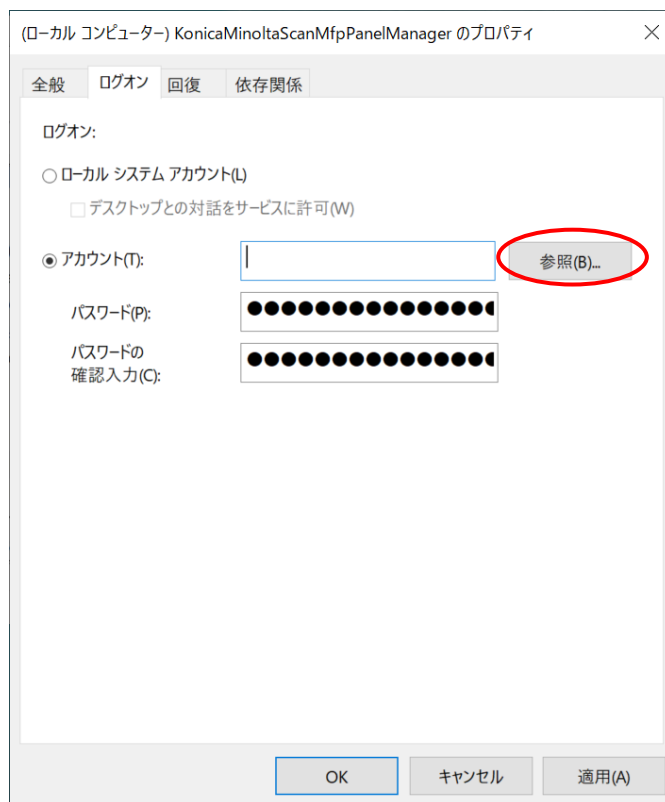 (ローカル コンピューター) KonicaMinoltaScanMfpPanelManager のプロパティ
全般 ログオン 回復 依存関係
ログオン:
ローカル システム アカウント(L)
デスクトップとの対話をサービスに許可(W)
アカウント(T): 参照(B)...
パスワード(P): ●●●●●●●●●●●●●●●
パスワードの
確認入力(C): ●●●●●●●●●●●●●●●
OK キャンセル 適用(A)